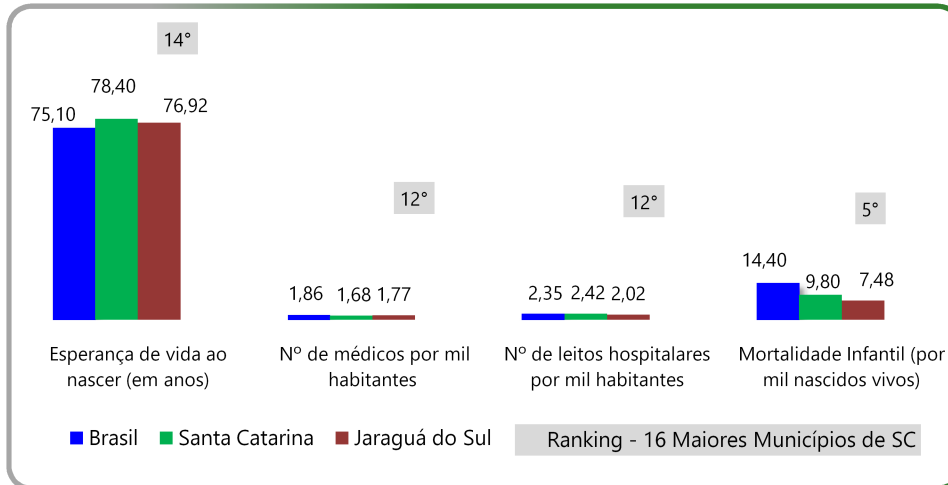 14°
78,40
76,92
75,10
12°
12°
5°
14,40
9,80
7,48
1,86
1,68
1,77
2,35
2,42
2,02
Esperança de vida ao
nascer (em anos)
Nº de médicos por mil
habitantes
Nº de leitos hospitalares
por mil habitantes
Mortalidade Infantil (por
mil nascidos vivos)
Brasil
Santa Catarina
Jaraguá do Sul
Ranking - 16 Maiores Municípios de SC